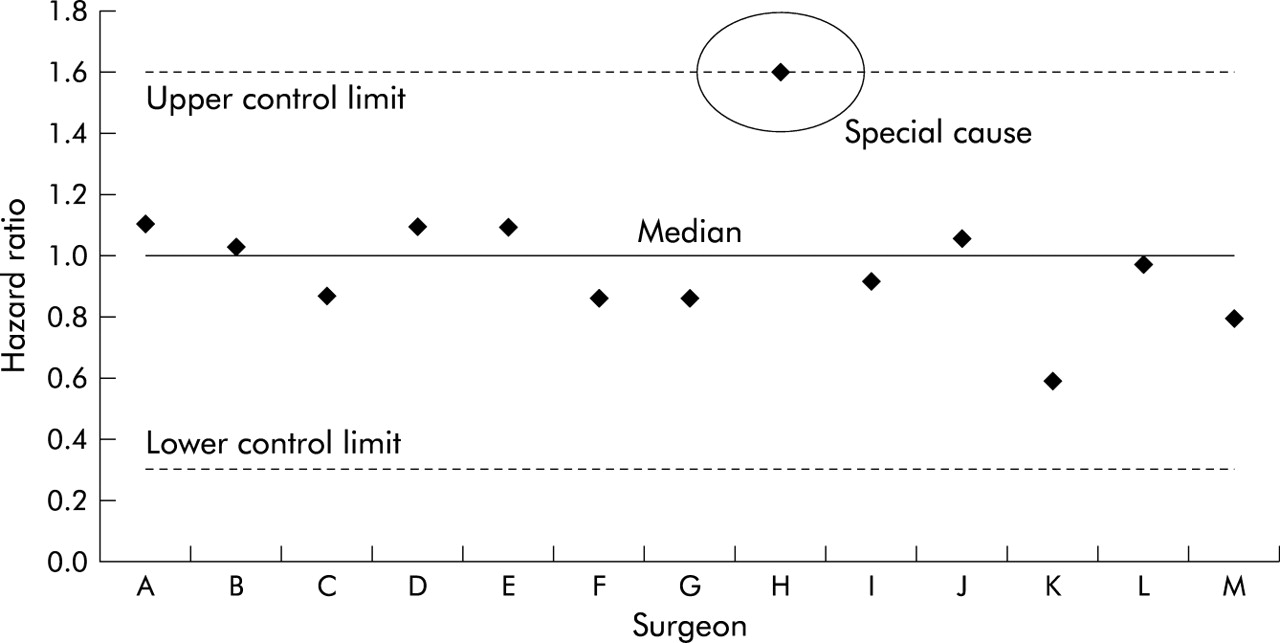 1.8
1.6
Upper control limit
1.4
Special cause
1.2
Median
1.0
Hazard ratio
0.8
0.6
Lower control limit
0.4
0.2
0.0
A B C D E F G H I J K L M
Surgeon